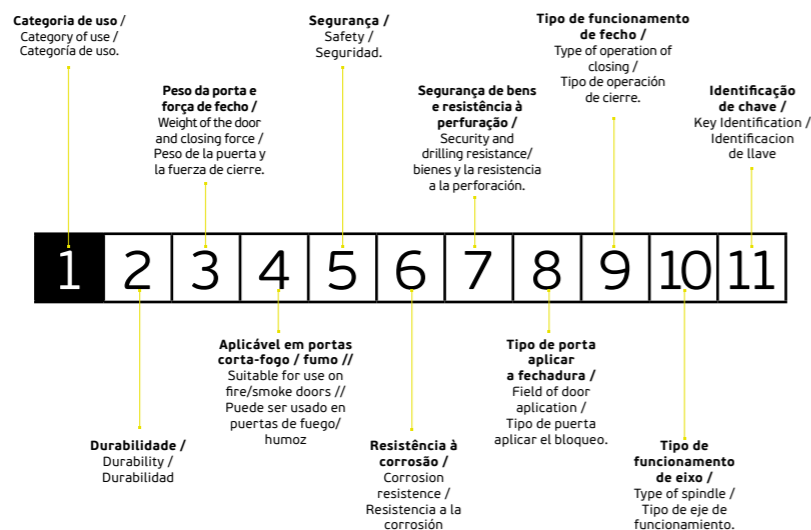 Categoria de uso /
Category of use /
Categoría de uso.
Peso da porta e
força de fecho /
Weight of the door
and closing force /
Peso de la puerta y
la fuerza de cierre.
Segurança /
Safety /
Seguridad.
Segurança de bens
e resistência à
perfuração /
Security and
drilling resistance/
bienes y la resistencia
a la perforación.
Tipo de funcionamento
de fecho /
Type of operation of
closing /
Tipo de operación
de cierre.
Identificação
de chave /
Key Identification /
Identificacion
de llave
1 2 3 4 5 6 7 8 9 10 11
Durabilidade /
Durability /
Durabilidad
Aplicável em portas
corta-fogo / fumo //
Suitable for use on
fire/smoke doors //
Puede ser usado en
puertas de fuego/
humoz
Resistência à
corrosão /
Corrosion
resistence /
Resistencia a la
corrosión
Tipo de porta
aplicar
a fechadura /
Field of door
aplication /
Tipo de puerta
aplicar el bloqueo.
Tipo de
funcionamento
de eixo /
Type of spindle /
Tipo de eje de
funcionamiento.